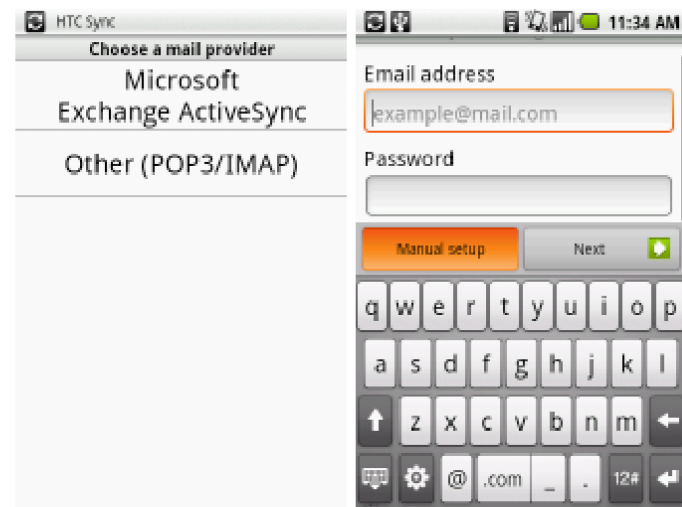 HTC Sync
Choose a mail provider
Microsoft
Exchange ActiveSync
Other (POP3/IMAP)
11:34 AM
Email address
example@mail.com
Password
Manual setup
Next
q w e r t y u i o p
a s d f g h j k l
z x c v b n m
@ .com _ . 12#